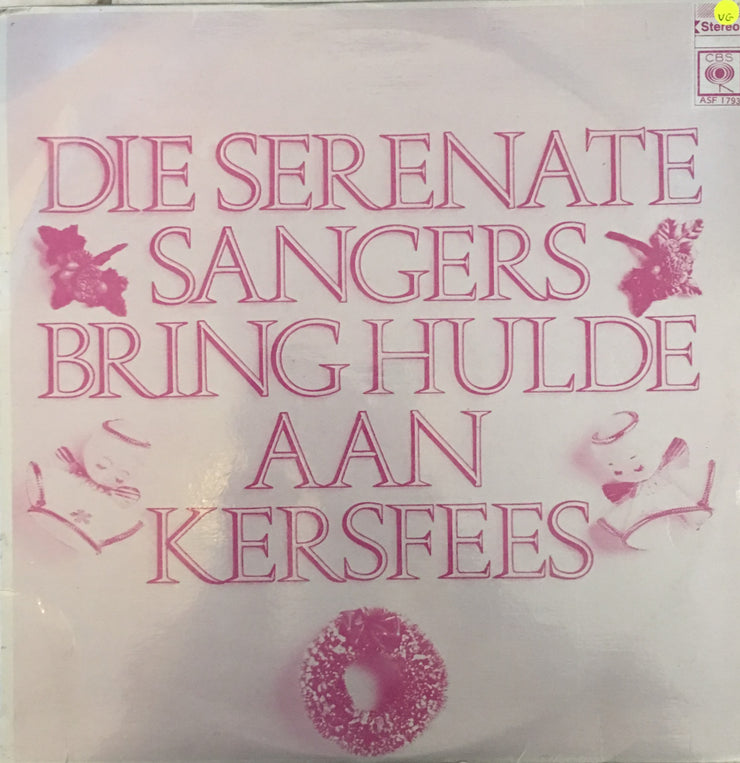 VG-
Stereo
CBS
ASF 1793
DIE SERENATE
SANGERS
BRING HULDE
AAN
KERSFEES